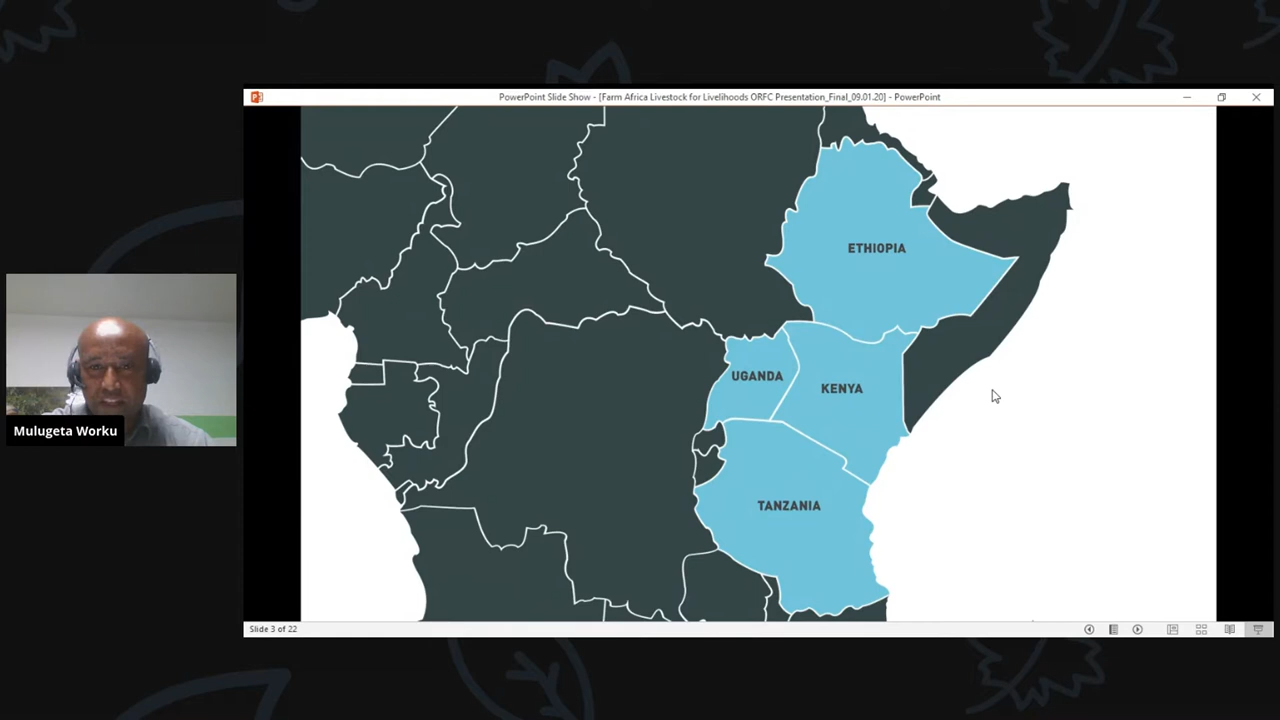 PowerPoint Slide Show - [Farm Africa Livestock for Livelihoods ORFC Presentation_Final_09.01.20] - PowerPoint
ETHIOPIA
UGANDA
KENYA
TANZANIA
Mulugeta Worku
Slide 3 of 22